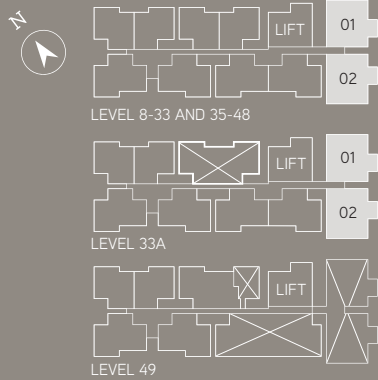 N
LIFT
01
02
LEVEL 8-33 AND 35-48
LIFT
01
02
LEVEL 33A
LIFT
LEVEL 49